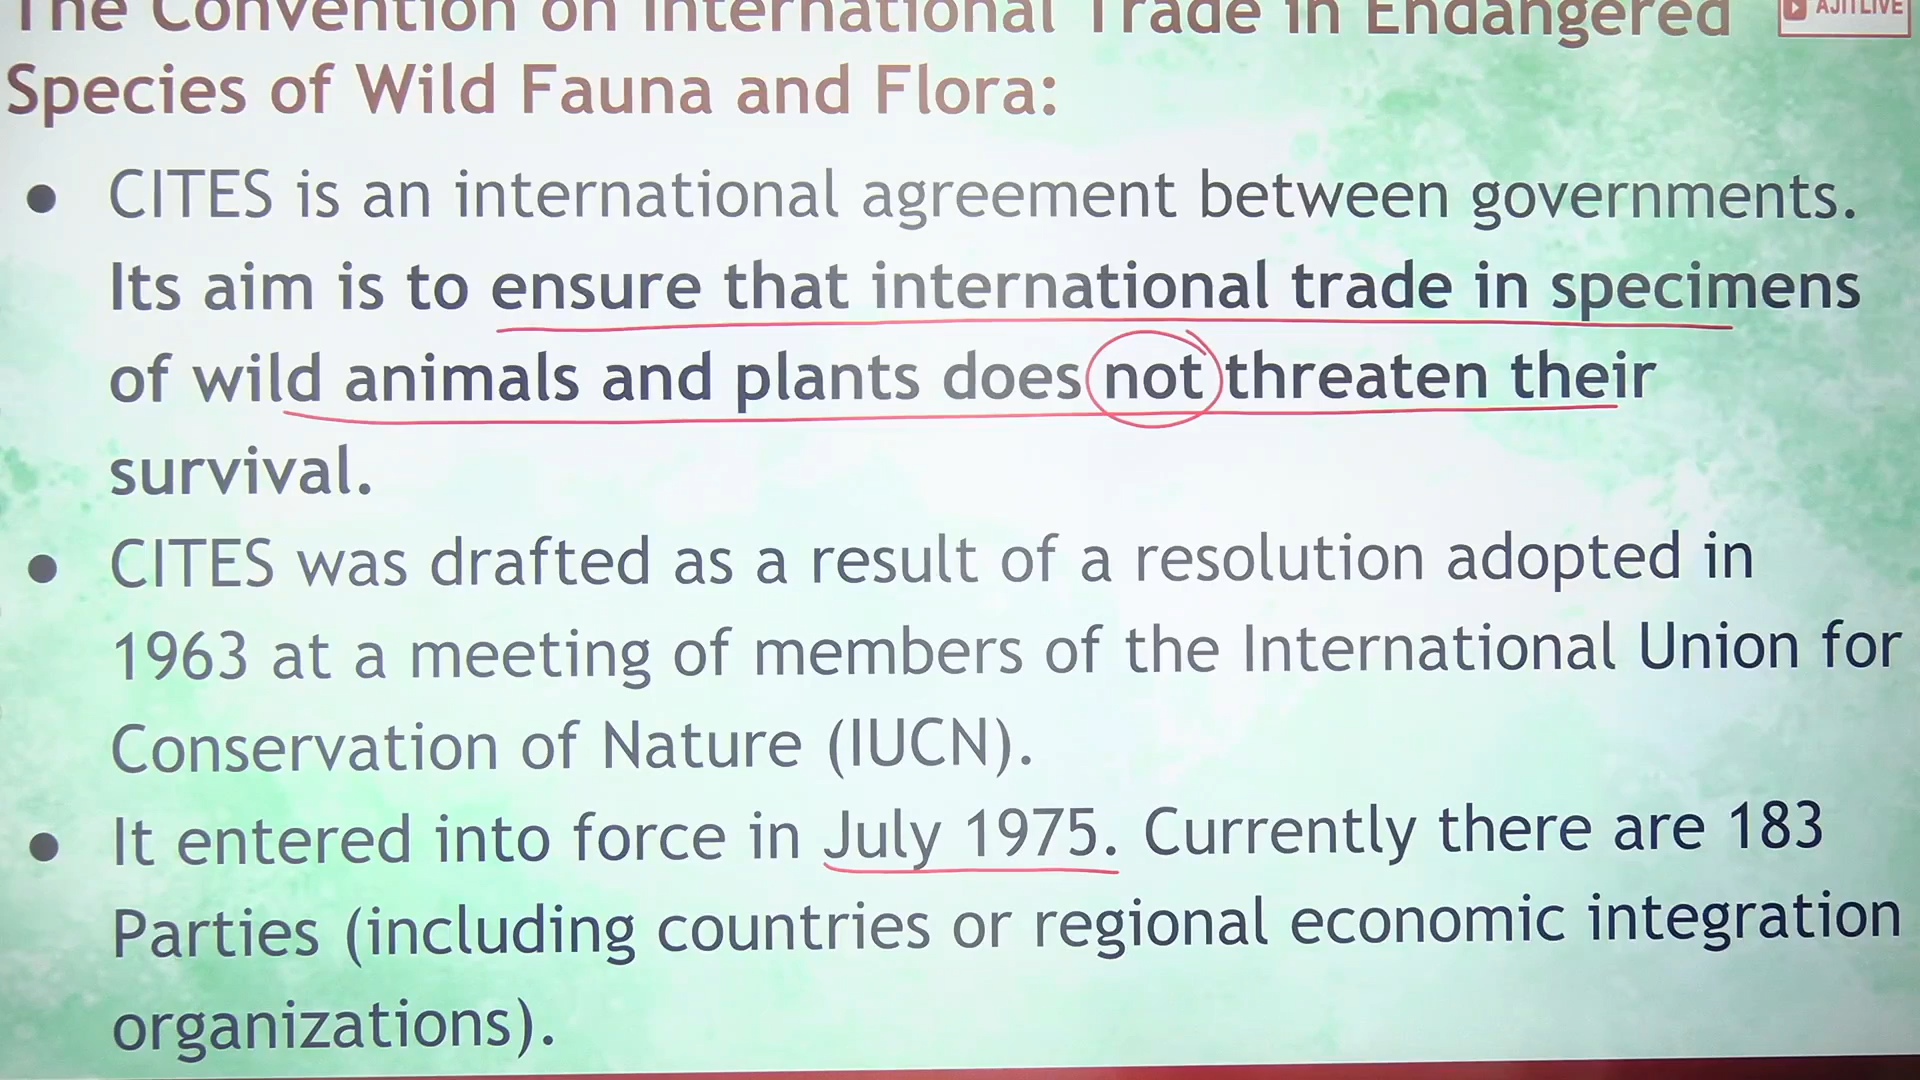 The Convention on International Trade in Endangered
AJIT LIVE
Species of Wild Fauna and Flora:
● CITES is an international agreement between governments.
Its aim is to ensure that international trade in specimens
of wild animals and plants does not threaten their
survival.
● CITES was drafted as a result of a resolution adopted in
1963 at a meeting of members of the International Union for
Conservation of Nature (IUCN).
● It entered into force in July 1975. Currently there are 183
Parties (including countries or regional economic integration
organizations).